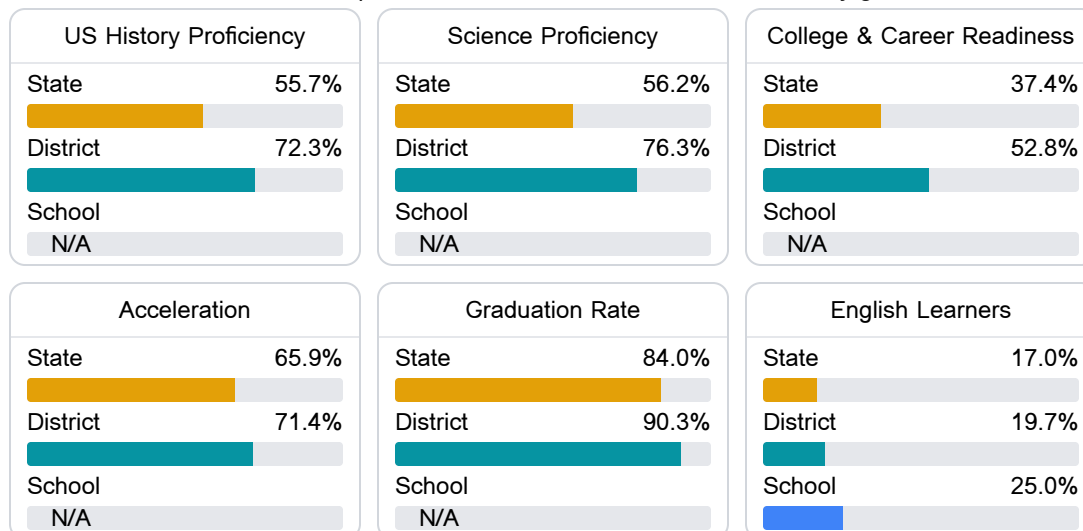 US History Proficiency
State 55.7%
District 72.3%
School
N/A
Science Proficiency
State 56.2%
District 76.3%
School
N/A
College & Career Readiness
State 37.4%
District 52.8%
School
N/A
Acceleration
State 65.9%
District 71.4%
School
N/A
Graduation Rate
State 84.0%
District 90.3%
School
N/A
English Learners
State 17.0%
District 19.7%
School 25.0%